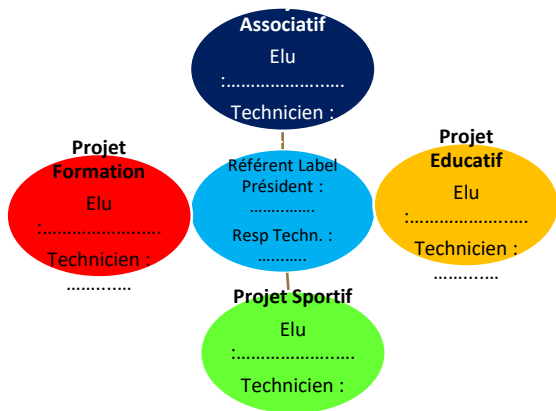 Associatif
Elu
:...........................
Technicien :
Projet
Formation
Elu
:...........................
Technicien :
...............
Référent Label
Président :
...............
Resp Techn. :
...........
Projet
Educatif
Elu
:...........................
Technicien :
...............
Projet Sportif
Elu
:...........................
Technicien :